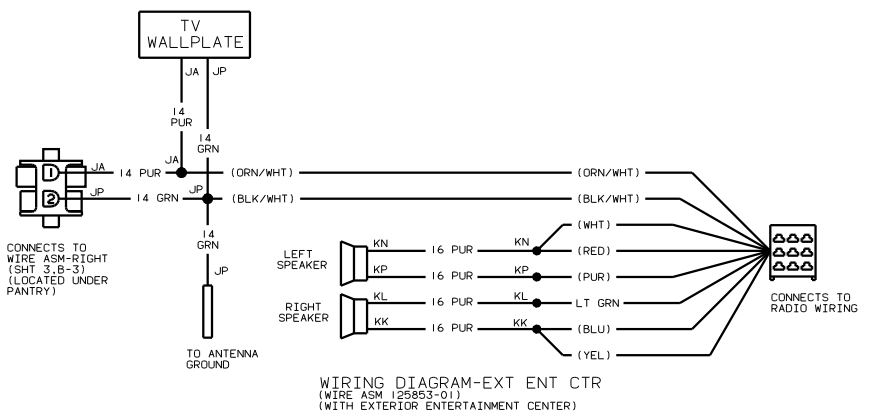 TV
WALLPLATE
JA JP
14
PUR
14
GRN
JA
1 JA 14 PUR (ORN/WHT) (ORN/WHT)
2 JP 14 GRN JP (BLK/WHT) (BLK/WHT)
(WHT)
14
GRN
JP
CONNECTS TO
WIRE ASM-RIGHT
(SHT 3,B-3)
(LOCATED UNDER
PANTRY)
LEFT
SPEAKER
KN 16 PUR KN (RED)
KP 16 PUR KP (PUR)
RIGHT
SPEAKER
KL 16 PUR KL LT GRN
KK 16 PUR KK (BLU)
(YEL)
CONNECTS TO
RADIO WIRING
TO ANTENNA
GROUND
WIRING DIAGRAM-EXT ENT CTR
(WIRE ASM 125853-01)
(WITH EXTERIOR ENTERTAINMENT CENTER)